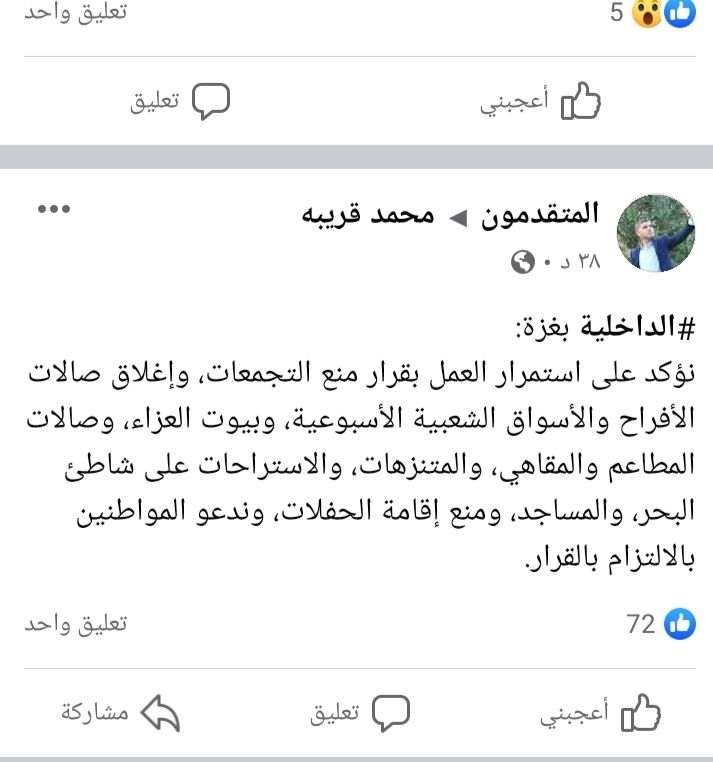 5 تعليق واحد
أعجبني تعليق
المتقدمون ◄ محمد قريبه
٣٨ د •
#الداخلية بغزة:
نؤكد على استمرار العمل بقرار منع التجمعات، وإغلاق صالات
الأفراح والأسواق الشعبية الأسبوعية، وبيوت العزاء، وصالات
المطاعم والمقاهي، والمتنزهات، والاستراحات على شاطئ
البحر، والمساجد، ومنع إقامة الحفلات، وندعو المواطنين
بالالتزام بالقرار.
72 تعليق واحد
أعجبني تعليق مشاركة